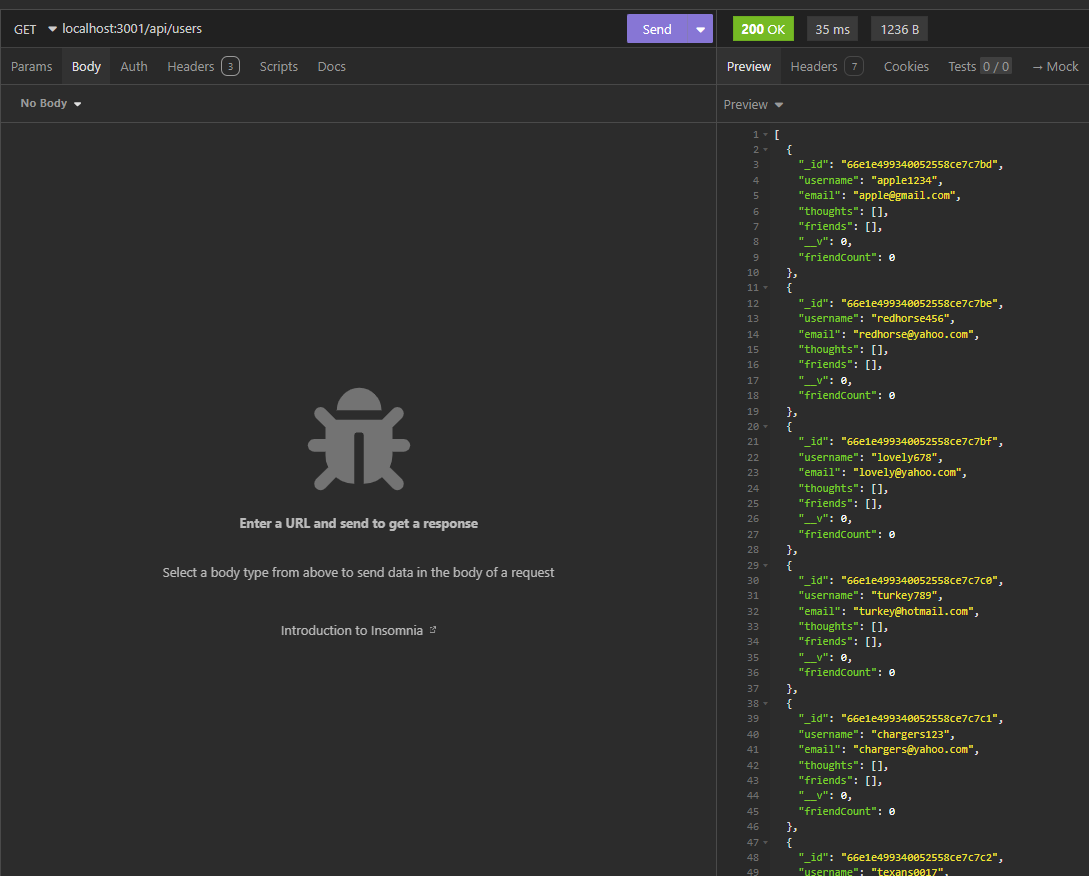 GET localhost:3001/api/users Send
200 OK 35 ms 1236 B
Params Body Auth Headers 3 Scripts Docs
Preview Headers 7 Cookies Tests 0 / 0 → Mock
No Body
Preview
Enter a URL and send to get a response
Select a body type from above to send data in the body of a request
Introduction to Insomnia
1 [
2 {
3 "_id": "66e1e499340052558ce7c7bd",
4 "username": "apple1234",
5 "email": "apple@gmail.com",
6 "thoughts": [],
7 "friends": [],
8 "__v": 0,
9 "friendCount": 0
10 },
11 {
12 "_id": "66e1e499340052558ce7c7be",
13 "username": "redhorse456",
14 "email": "redhorse@yahoo.com",
15 "thoughts": [],
16 "friends": [],
17 "__v": 0,
18 "friendCount": 0
19 },
20 {
21 "_id": "66e1e499340052558ce7c7bf",
22 "username": "lovely678",
23 "email": "lovely@yahoo.com",
24 "thoughts": [],
25 "friends": [],
26 "__v": 0,
27 "friendCount": 0
28 },
29 {
30 "_id": "66e1e499340052558ce7c7c0",
31 "username": "turkey789",
32 "email": "turkey@hotmail.com",
33 "thoughts": [],
34 "friends": [],
35 "__v": 0,
36 "friendCount": 0
37 },
38 {
39 "_id": "66e1e499340052558ce7c7c1",
40 "username": "chargers123",
41 "email": "chargers@yahoo.com",
42 "thoughts": [],
43 "friends": [],
44 "__v": 0,
45 "friendCount": 0
46 },
47 {
48 "_id": "66e1e499340052558ce7c7c2",
49 "username": "texans0017",